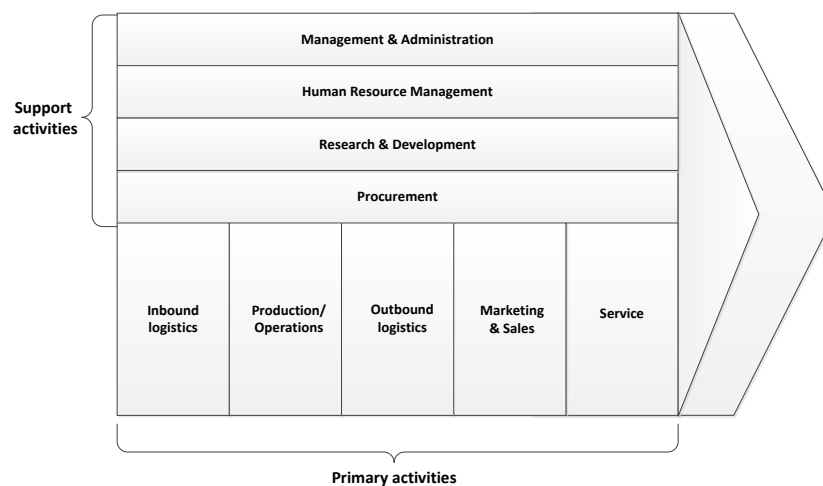 Management & Administration
Human Resource Management
Support
activities
Research & Development
Procurement
Inbound
logistics
Production/
Operations
Outbound
logistics
Marketing
& Sales
Service
Primary activities